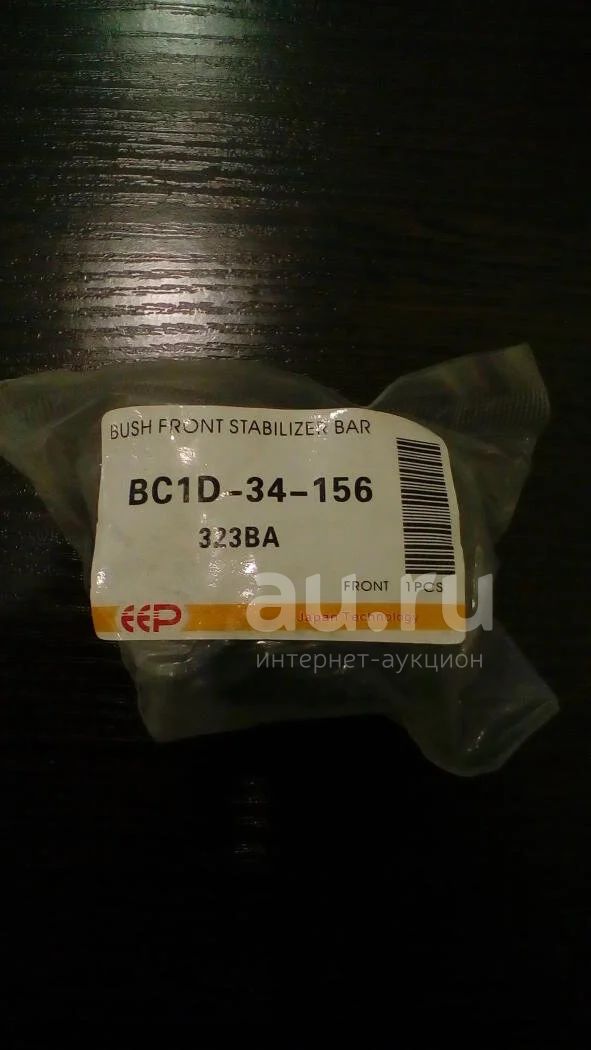 BUSH FRONT STABILIZER BAR
BC1D-34-156
323BA
FRONT 1PCS
EEP Japan Technology
au.ru
интернет-аукцион